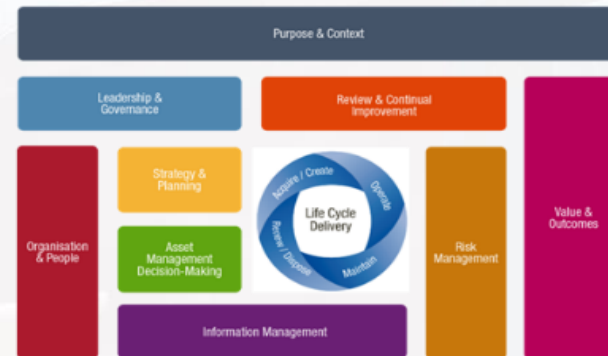 Purpose & Context
Leadership &
Governance
Review & Continual
Improvement
Strategy &
Planning
Acquire / Create
Operate
Maintain
Renew / Dispose
Life Cycle
Delivery
Organisation
& People
Asset
Management
Decision-Making
Risk
Management
Value &
Outcomes
Information Management